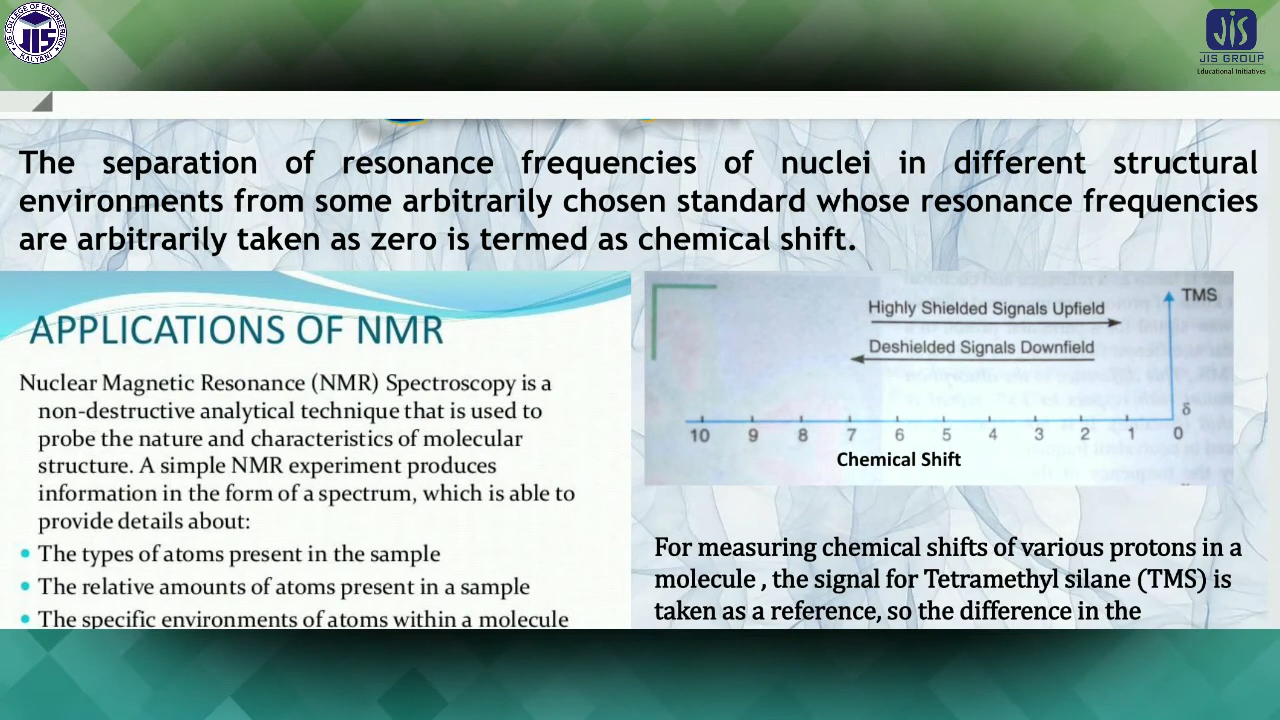 JIS COLLEGE OF ENGINEERING
JIS
KALYANI
JIS
JIS GROUP
Educational Initiatives
The separation of resonance frequencies of nuclei in different structural
environments from some arbitrarily chosen standard whose resonance frequencies
are arbitrarily taken as zero is termed as chemical shift.
APPLICATIONS OF NMR
Nuclear Magnetic Resonance (NMR) Spectroscopy is a
non-destructive analytical technique that is used to
probe the nature and characteristics of molecular
structure. A simple NMR experiment produces
information in the form of a spectrum, which is able to
provide details about:
• The types of atoms present in the sample
• The relative amounts of atoms present in a sample
• The specific environments of atoms within a molecule
TMS
Highly Shielded Signals Upfield
Deshielded Signals Downfield
δ
10 9 8 7 6 5 4 3 2 1 0
Chemical Shift
For measuring chemical shifts of various protons in a
molecule , the signal for Tetramethyl silane (TMS) is
taken as a reference, so the difference in the